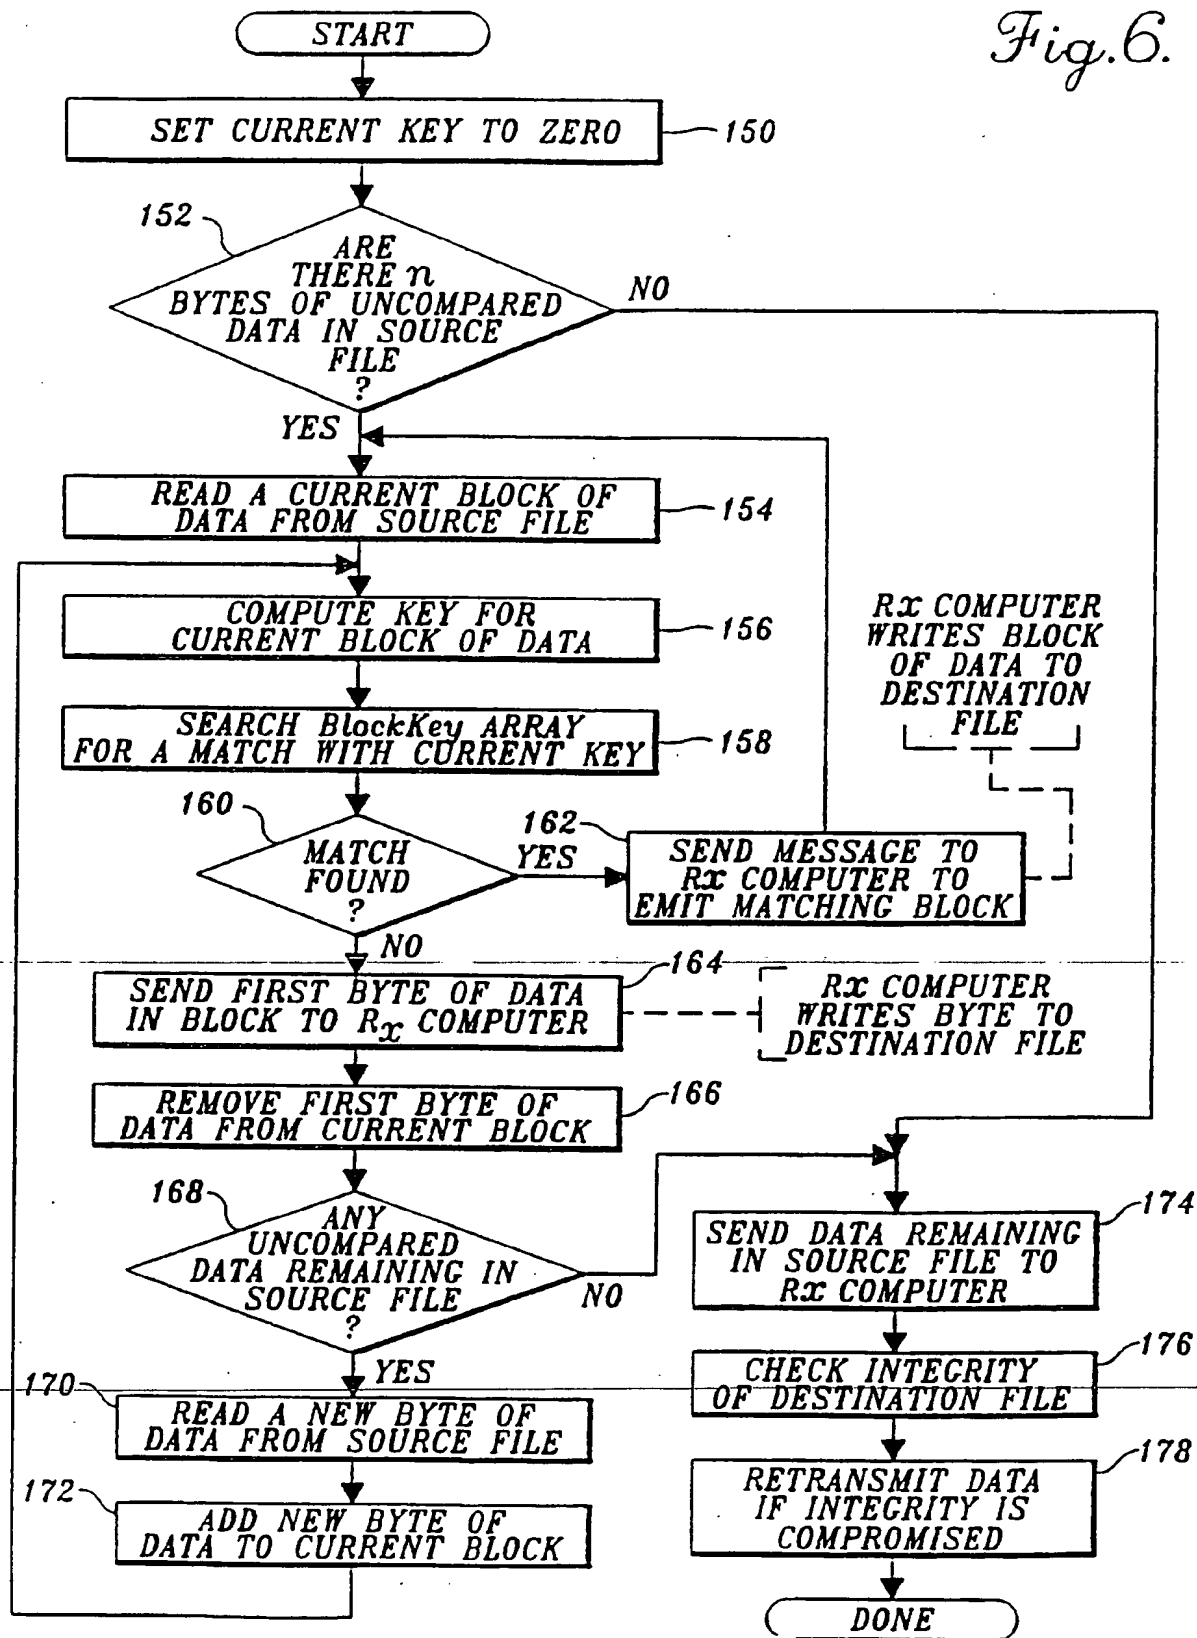 Fig.6.
START
SET CURRENT KEY TO ZERO
150
152
ARE
THERE n
BYTES OF UNCOMPARED
DATA IN SOURCE
FILE
?
NO
YES
READ A CURRENT BLOCK OF
DATA FROM SOURCE FILE
154
COMPUTE KEY FOR
CURRENT BLOCK OF DATA
156
RX COMPUTER
WRITES BLOCK
OF DATA TO
DESTINATION
FILE
SEARCH BlockKey ARRAY
FOR A MATCH WITH CURRENT KEY
158
160
MATCH
FOUND
?
YES
162
SEND MESSAGE TO
RX COMPUTER TO
EMIT MATCHING BLOCK
NO
164
SEND FIRST BYTE OF DATA
IN BLOCK TO Rx COMPUTER
RX COMPUTER
WRITES BYTE TO
DESTINATION FILE
REMOVE FIRST BYTE OF
DATA FROM CURRENT BLOCK
166
168
ANY
UNCOMPARED
DATA REMAINING IN
SOURCE FILE
?
NO
YES
174
SEND DATA REMAINING
IN SOURCE FILE TO
RX COMPUTER
176
CHECK INTEGRITY
OF DESTINATION FILE
170
READ A NEW BYTE OF
DATA FROM SOURCE FILE
178
RETRANSMIT DATA
IF INTEGRITY IS
COMPROMISED
172
ADD NEW BYTE OF
DATA TO CURRENT BLOCK
DONE